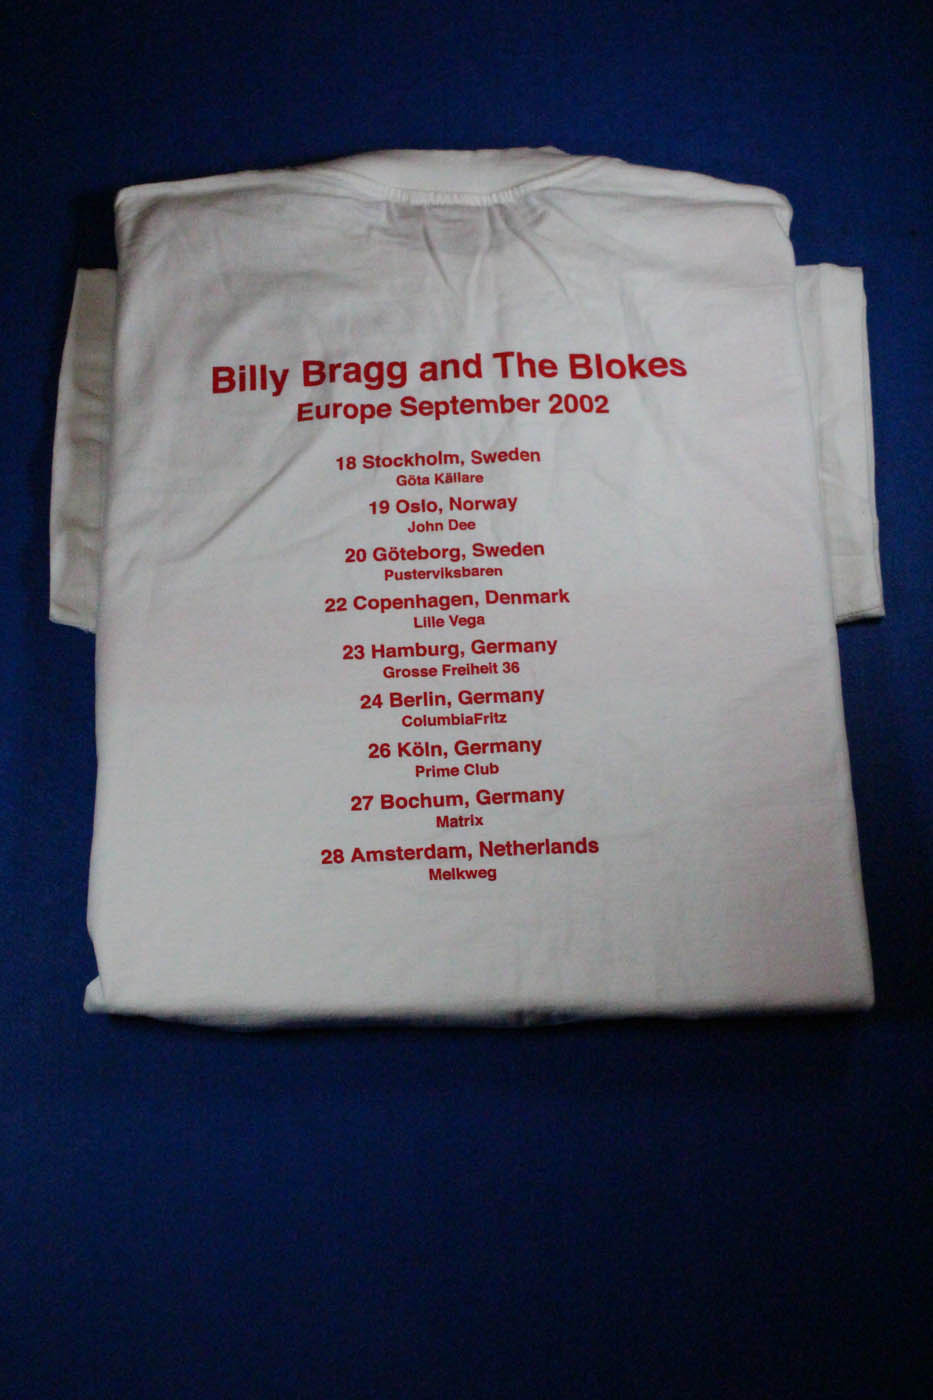 Billy Bragg and The Blokes
Europe September 2002
18 Stockholm, Sweden
Göta Källare
19 Oslo, Norway
John Dee
20 Göteborg, Sweden
Pusterviksbaren
22 Copenhagen, Denmark
Lille Vega
23 Hamburg, Germany
Grosse Freiheit 36
24 Berlin, Germany
ColumbiaFritz
26 Köln, Germany
Prime Club
27 Bochum, Germany
Matrix
28 Amsterdam, Netherlands
Melkweg